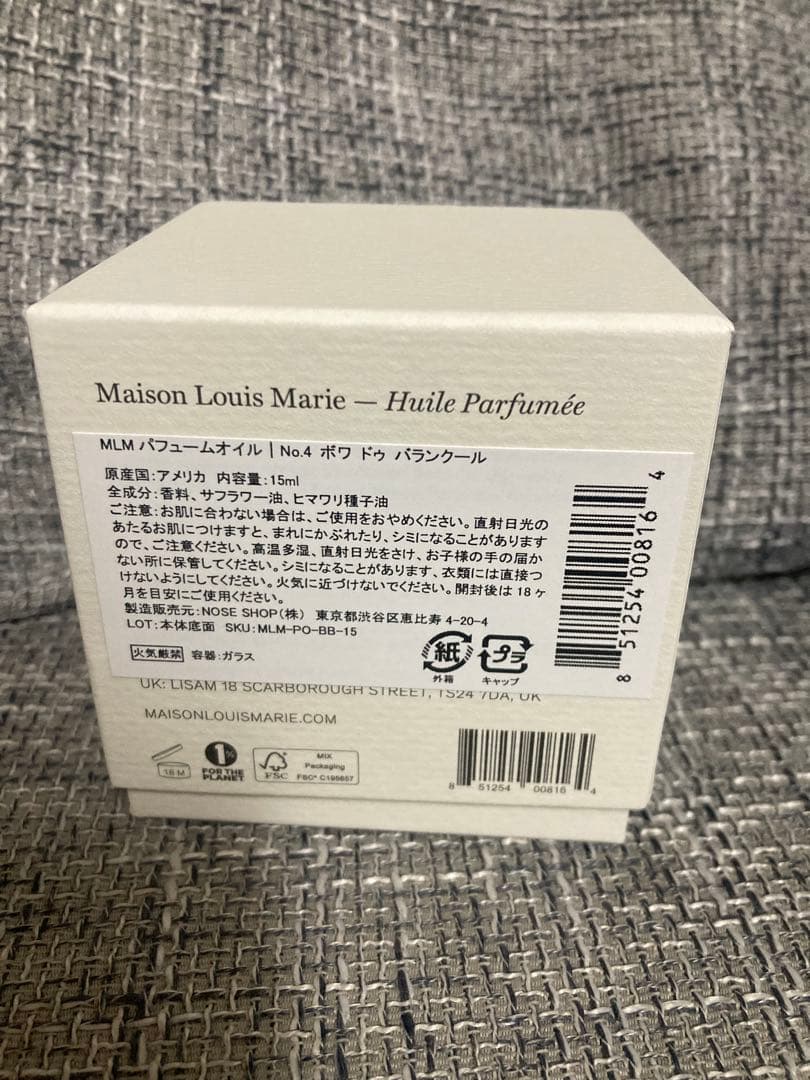 Maison Louis Marie — Huile Parfumée
MLM パフュームオイル | No.4 ボワ ドゥ バランクール
原産国:アメリカ 内容量:15ml
全成分:香料、サフラワー油、ヒマワリ種子油
ご注意:お肌に合わない場合は、ご使用をおやめください。直射日光の
あたるお肌につけますと、まれにかぶれたり、シミになることがあります
ので、ご注意ください。高温多湿、直射日光をさけ、お子様の手の届か
ない所に保管してください。シミになることがあります、衣類には直接つ
けないようにしてください。火気に近づけないでください。開封後は18ヶ
月を目安にご使用ください。
製造販売元:NOSE SHOP(株) 東京都渋谷区恵比寿4-20-4
LOT:本体底面 SKU:MLM-PO-BB-15
火気厳禁 容器:ガラス
紙 外箱
プラ キャップ
8 51254 00816 4
UK: LISAM 18 SCARBOROUGH STREET, TS24 7DA, UK
MAISONLOUISMARIE.COM
18 M
1% FOR THE PLANET
FSC
MIX
Packaging
FSC® C195657
8 51254 00816 4